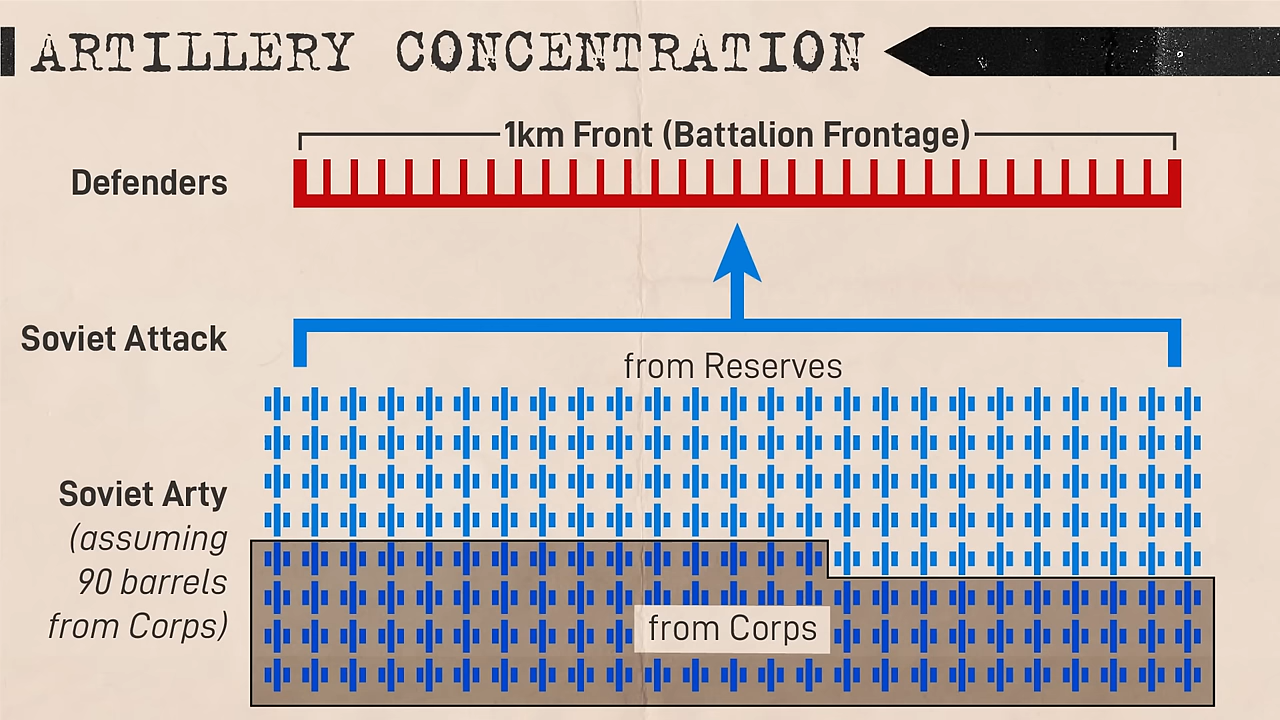 ARTILLERY CONCENTRATION
1km Front (Battalion Frontage)
Defenders
Soviet Attack
from Reserves
Soviet Arty
(assuming
90 barrels
from Corps)
from Corps